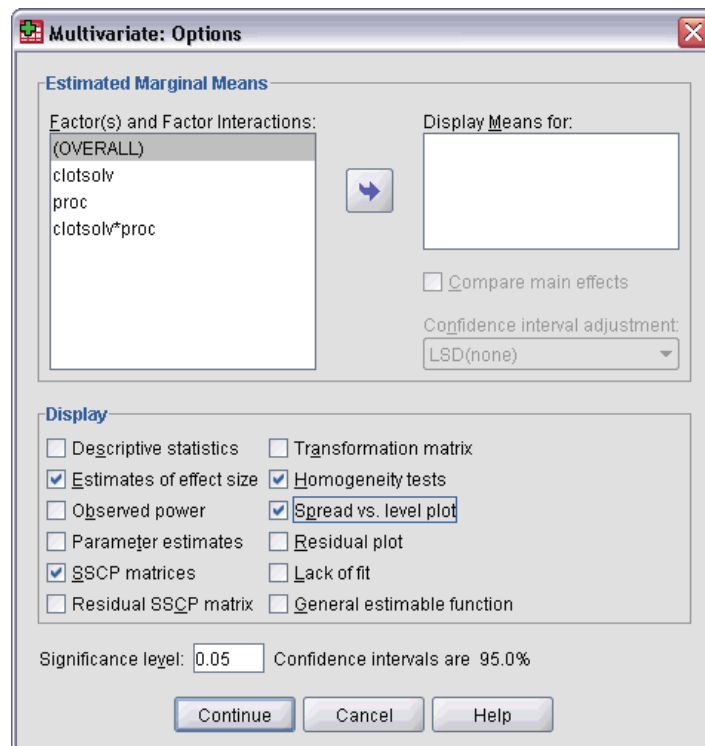 Multivariate: Options
Estimated Marginal Means
Factor(s) and Factor Interactions:
(OVERALL)
clotsolv
proc
clotsolv*proc
Display Means for:
Compare main effects
Confidence interval adjustment:
LSD(none)
Display
Descriptive statistics
Transformation matrix
Estimates of effect size
Homogeneity tests
Observed power
Spread vs. level plot
Parameter estimates
Residual plot
SSCP matrices
Lack of fit
Residual SSCP matrix
General estimable function
Significance level: 0.05 Confidence intervals are 95.0%
Continue
Cancel
Help